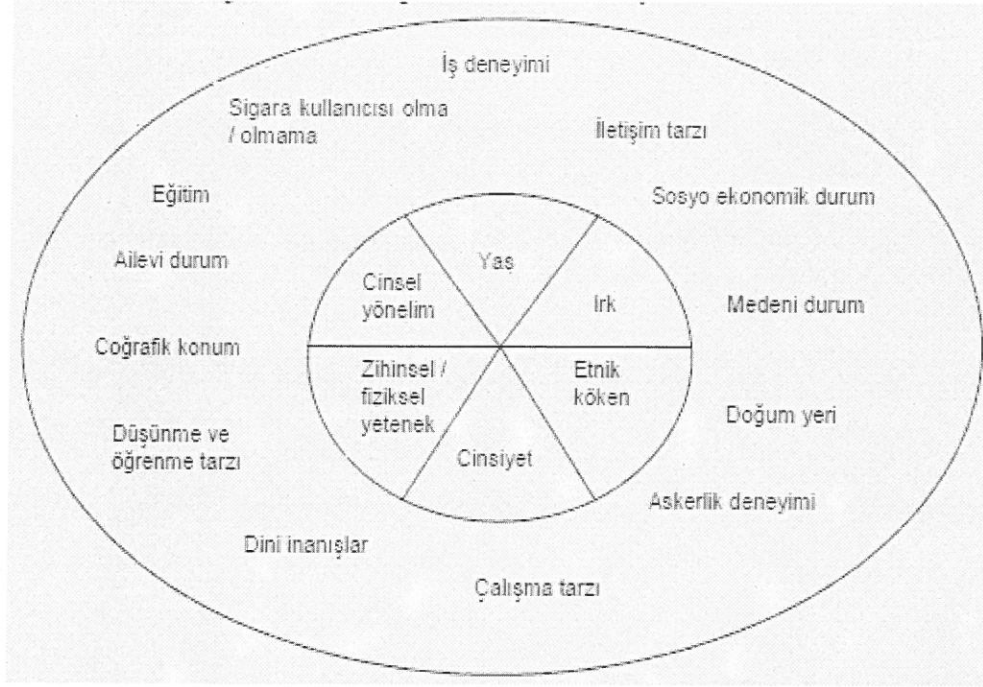 İş deneyimi
Sigara kullanıcısı olma
/ olmama
İletişim tarzı
Eğitim
Sosyo ekonomik durum
Ailevi durum
Yaş
Cinsel
yönelim
Irk
Medeni durum
Coğrafik konum
Zihinsel /
fiziksel
yetenek
Etnik
köken
Doğum yeri
Düşünme ve
öğrenme tarzı
Cinsiyet
Askerlik deneyimi
Dini inanışlar
Çalışma tarzı